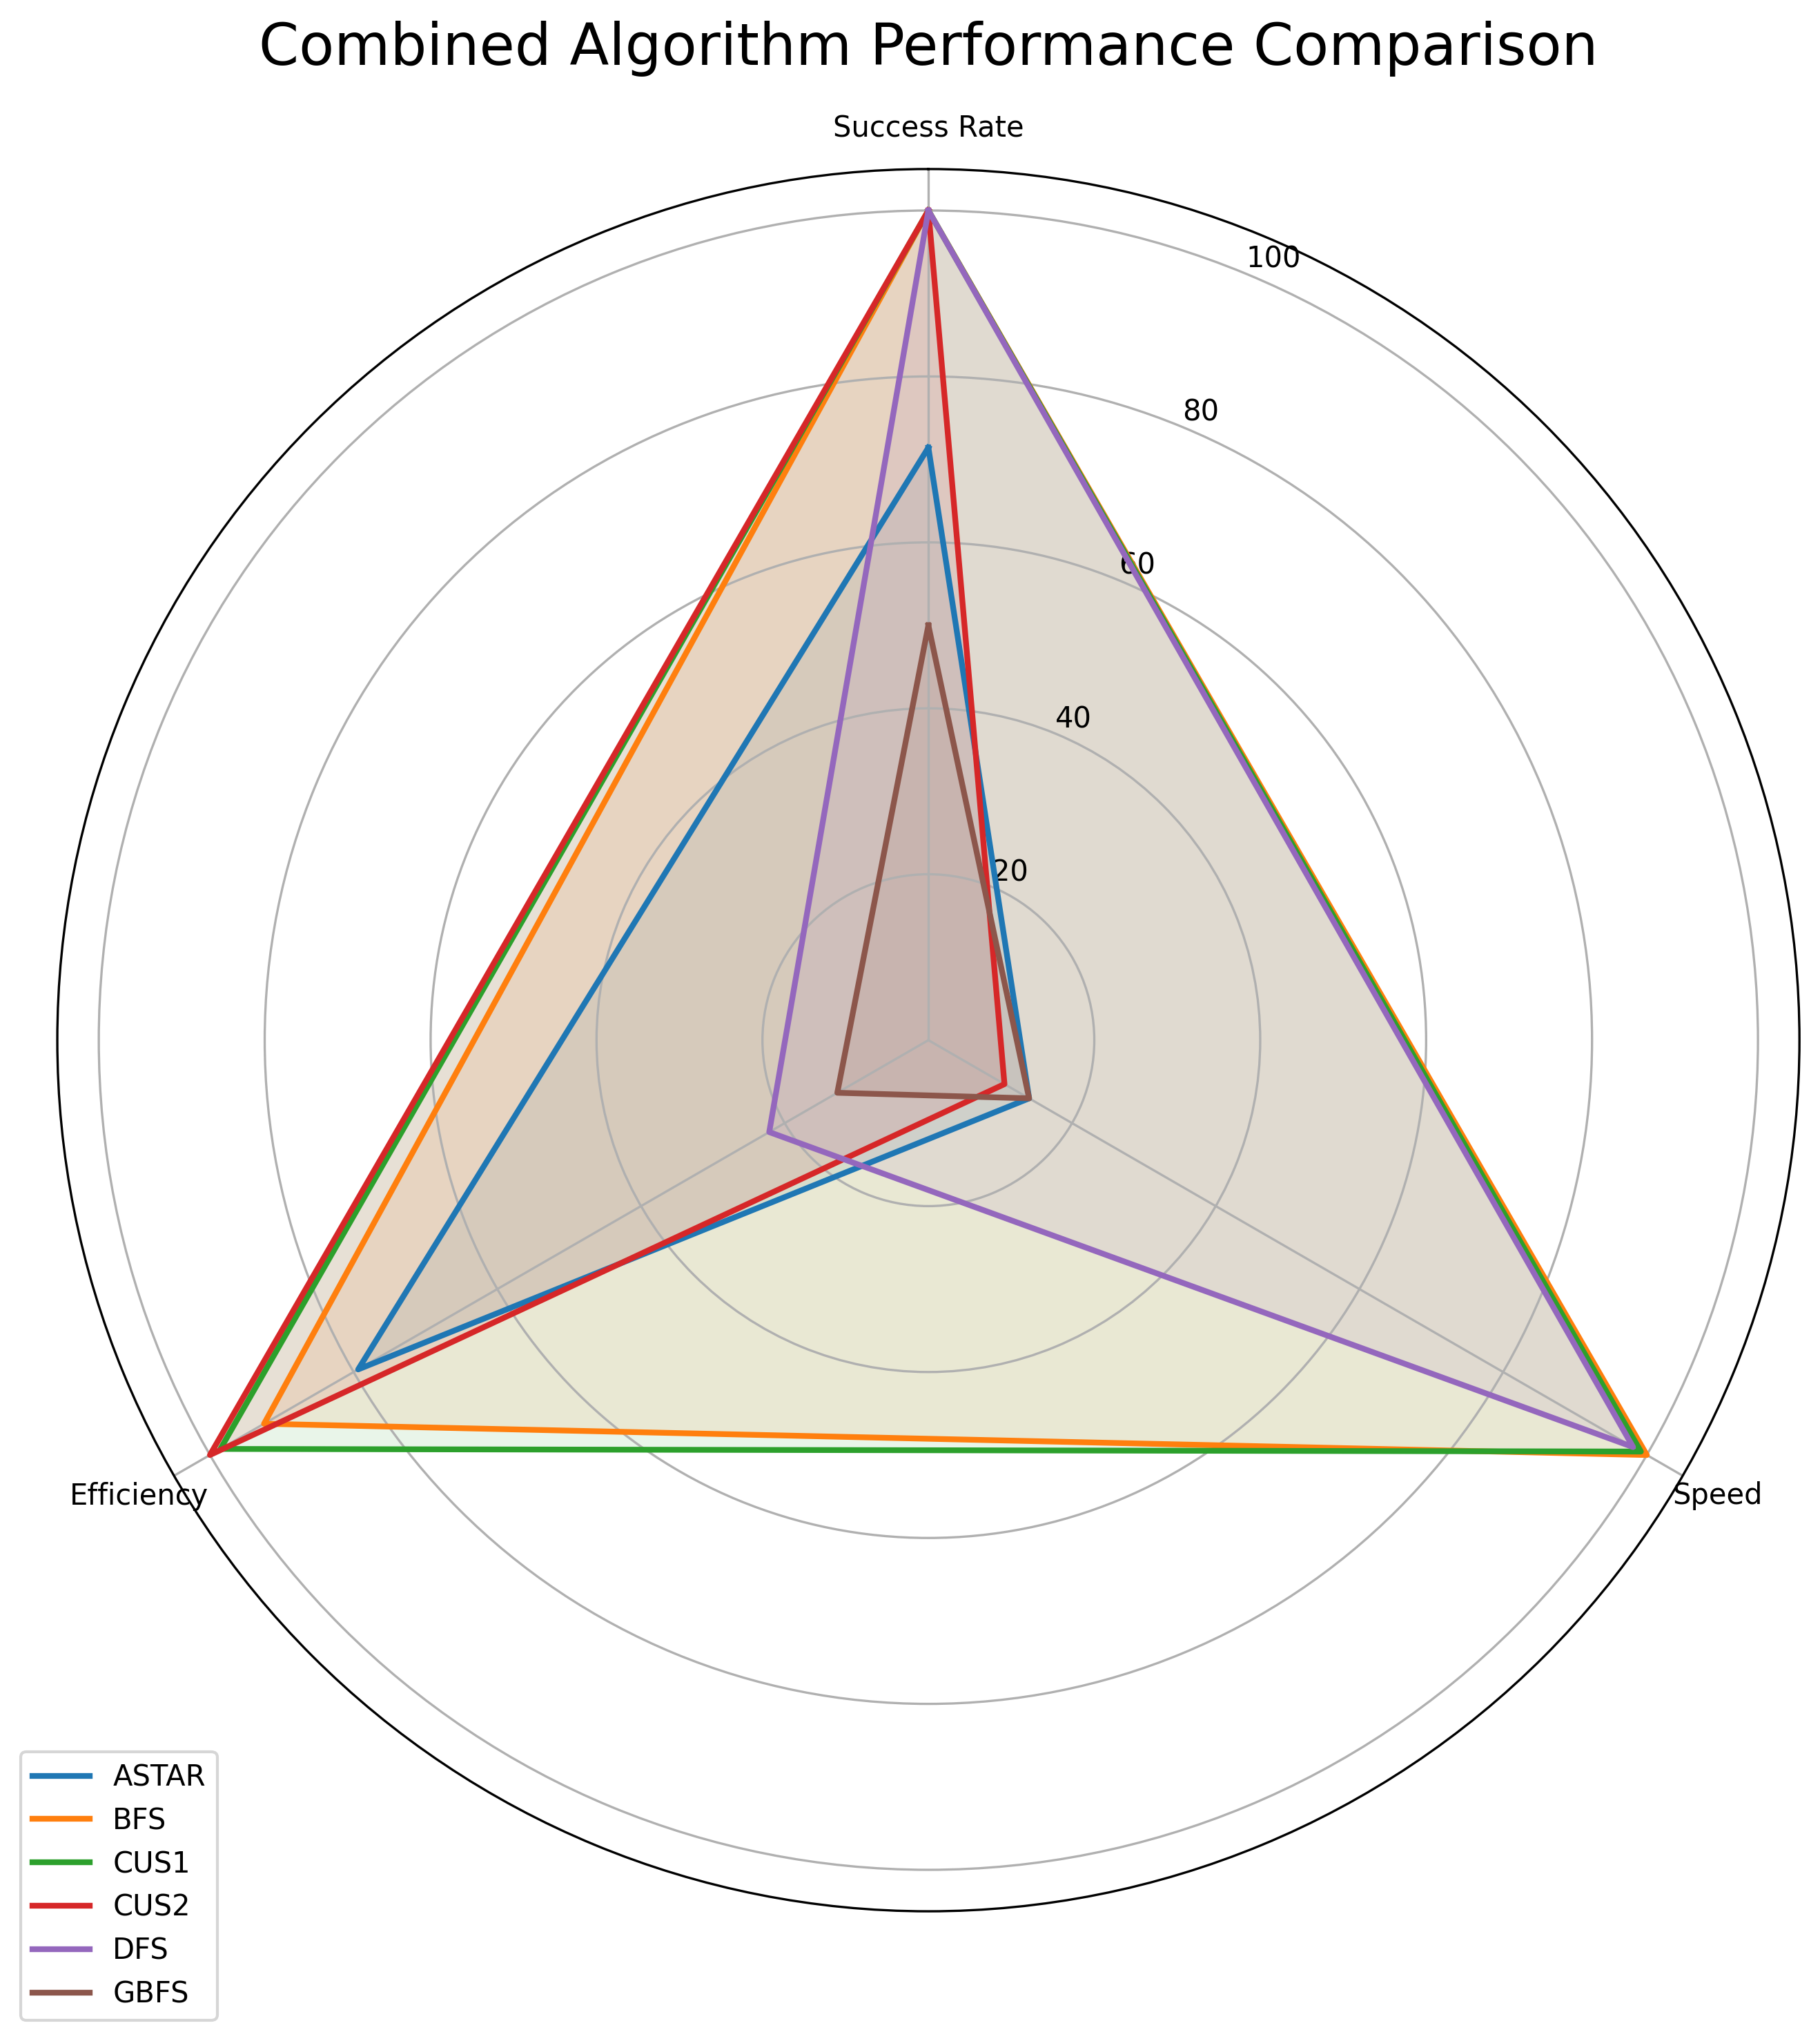 Combined Algorithm Performance Comparison
Success Rate
100
80
60
40
20
Efficiency
Speed
ASTAR
BFS
CUS1
CUS2
DFS
GBFS